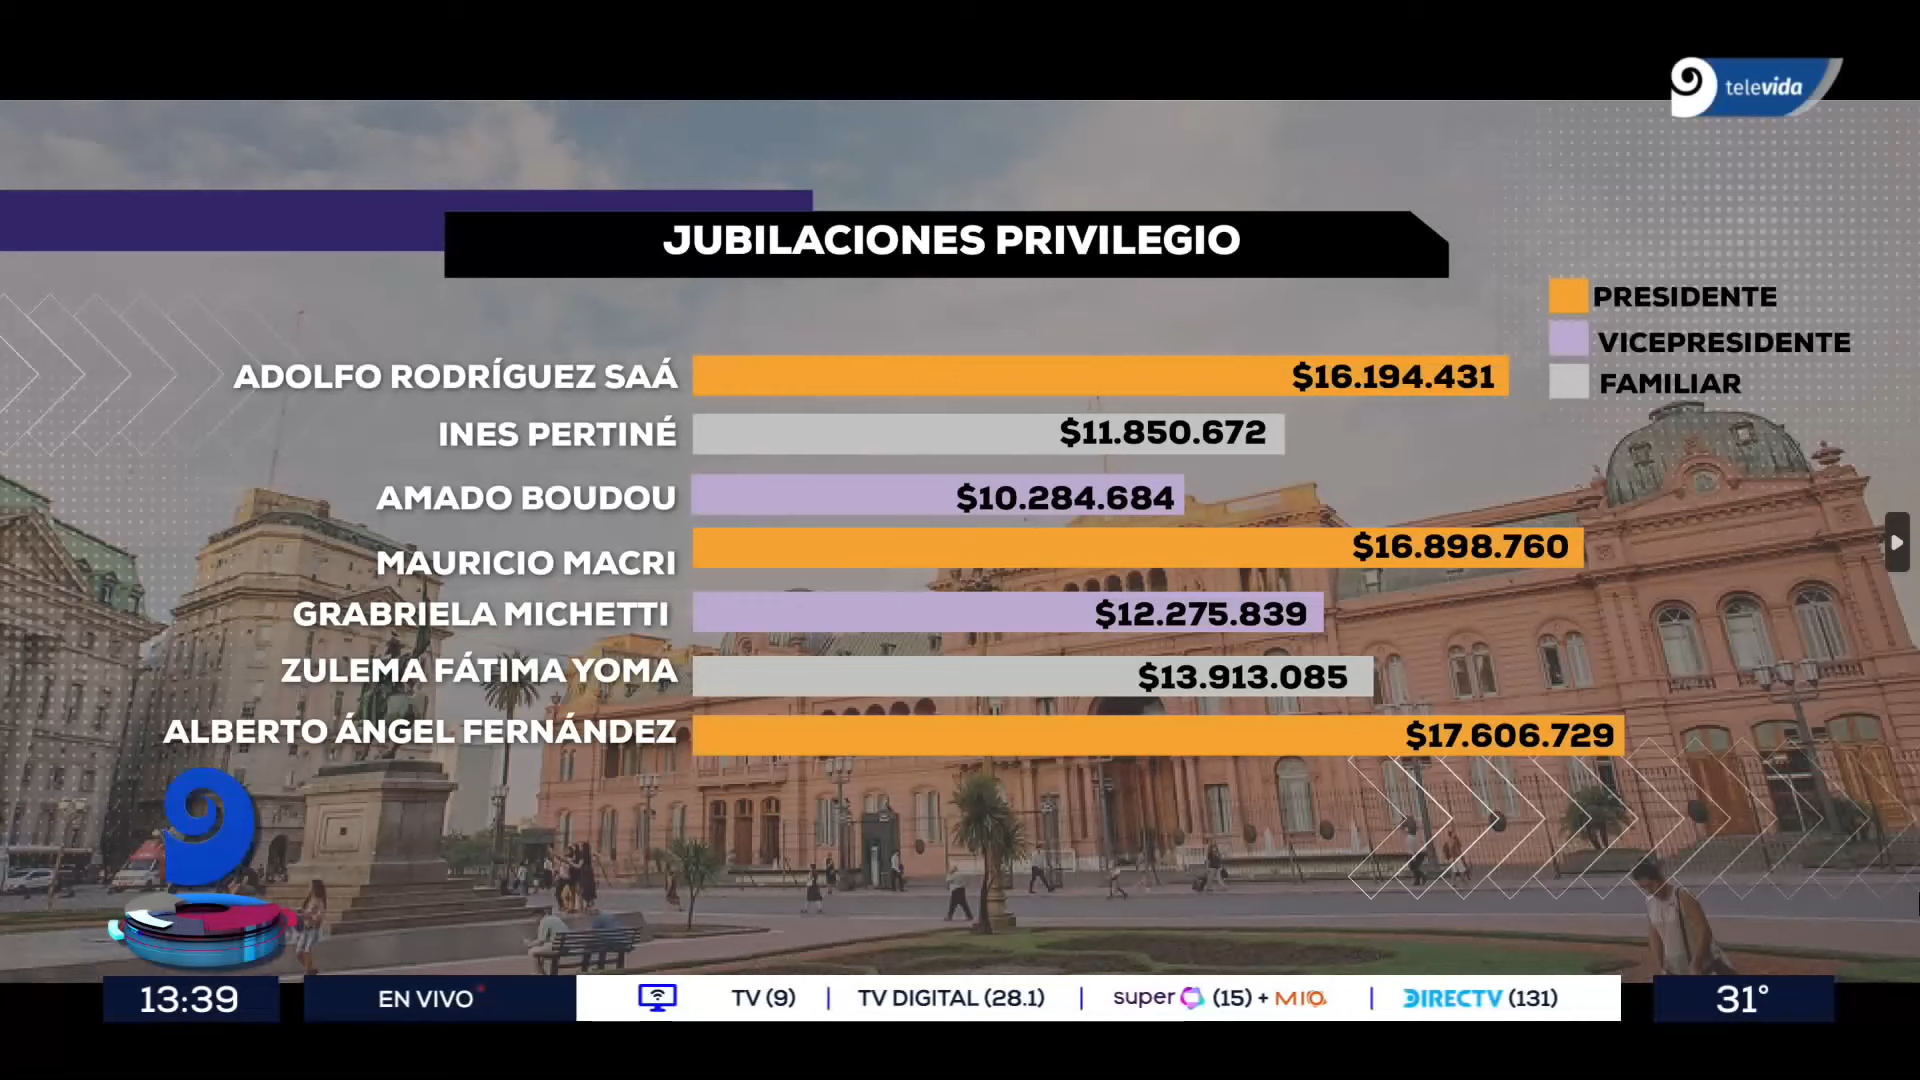 9 televida
JUBILACIONES PRIVILEGIO
PRESIDENTE
VICEPRESIDENTE
FAMILIAR
ADOLFO RODRÍGUEZ SAÁ $16.194.431
INES PERTINÉ $11.850.672
AMADO BOUDOU $10.284.684
MAURICIO MACRI $16.898.760
GRABRIELA MICHETTI $12.275.839
ZULEMA FÁTIMA YOMA $13.913.085
ALBERTO ÁNGEL FERNÁNDEZ $17.606.729
9
13:39 EN VIVO TV (9) | TV DIGITAL (28.1) | super (15) + MIO | DIRECTV (131) 31°